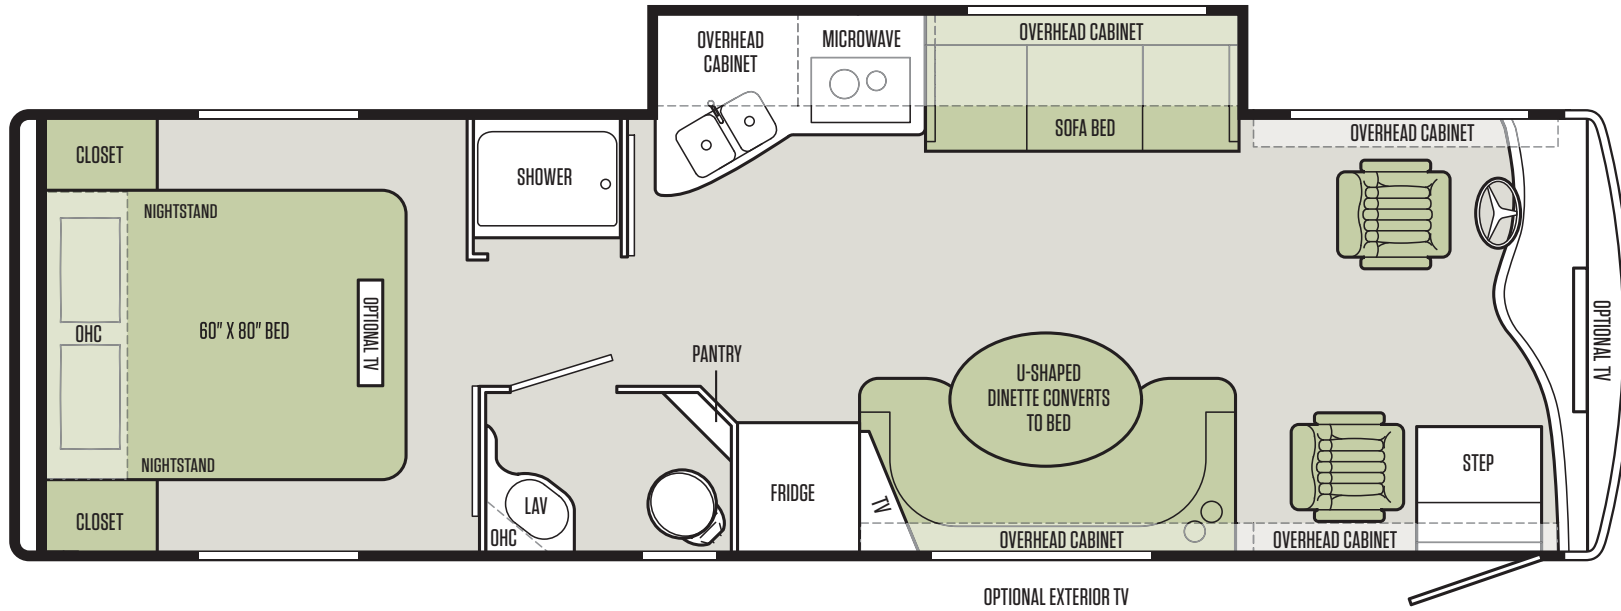 OVERHEAD
CABINET
MICROWAVE
OVERHEAD CABINET
SOFA BED
OVERHEAD CABINET
CLOSET
SHOWER
NIGHTSTAND
OHC
60" X 80" BED
OPTIONAL TV
OPTIONAL TV
PANTRY
U-SHAPED
DINETTE CONVERTS
TO BED
NIGHTSTAND
CLOSET
LAV
OHC
FRIDGE
TV
STEP
OVERHEAD CABINET
OVERHEAD CABINET
OPTIONAL EXTERIOR TV